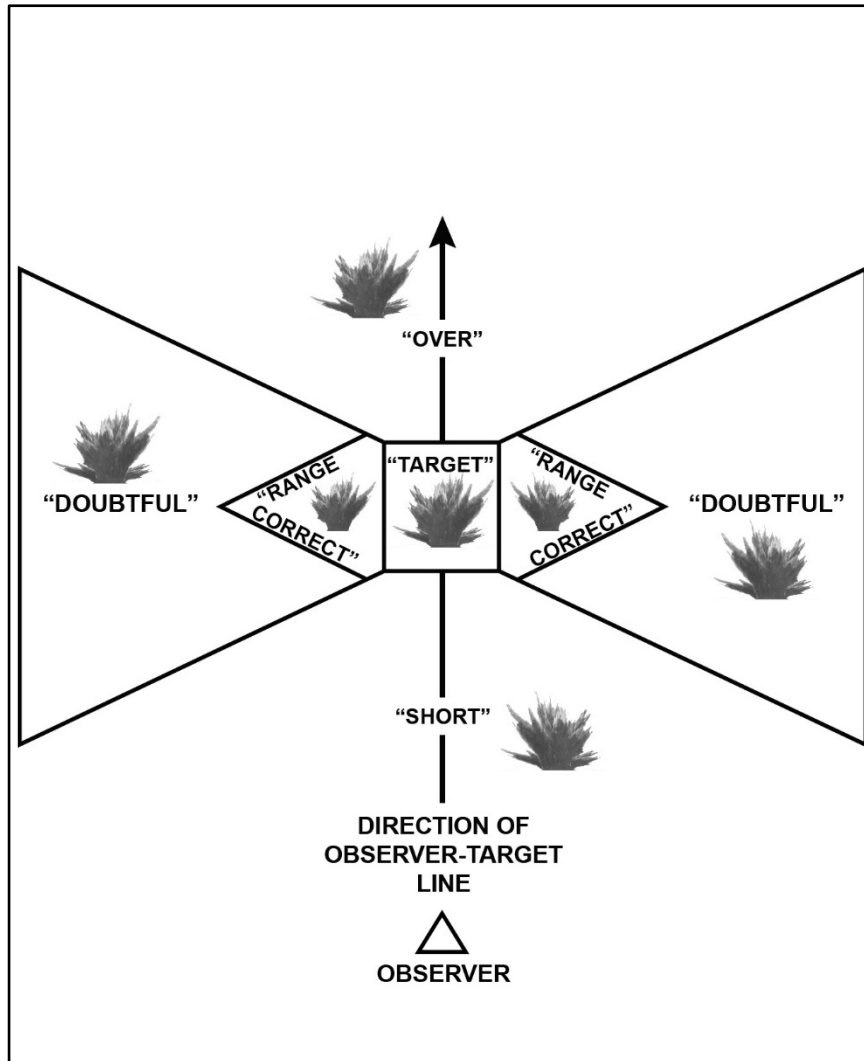 “OVER”
“TARGET”
“RANGE
CORRECT”
“RANGE
CORRECT”
“DOUBTFUL”
“DOUBTFUL”
“SHORT”
DIRECTION OF
OBSERVER-TARGET
LINE
OBSERVER